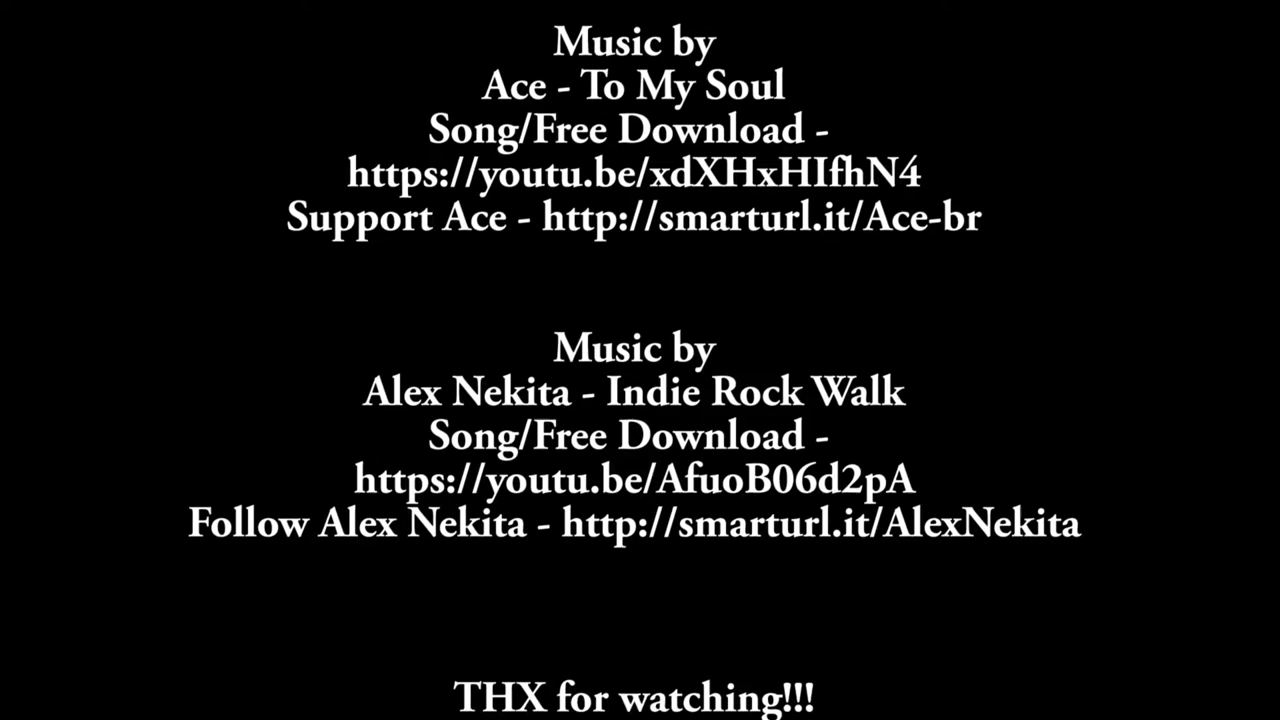 Music by
Ace - To My Soul
Song/Free Download -
https://youtu.be/xdXHxHIfhN4
Support Ace - http://smarturl.it/Ace-br
Music by
Alex Nekita - Indie Rock Walk
Song/Free Download -
https://youtu.be/AfuoB06d2pA
Follow Alex Nekita - http://smarturl.it/AlexNekita
THX for watching!!!